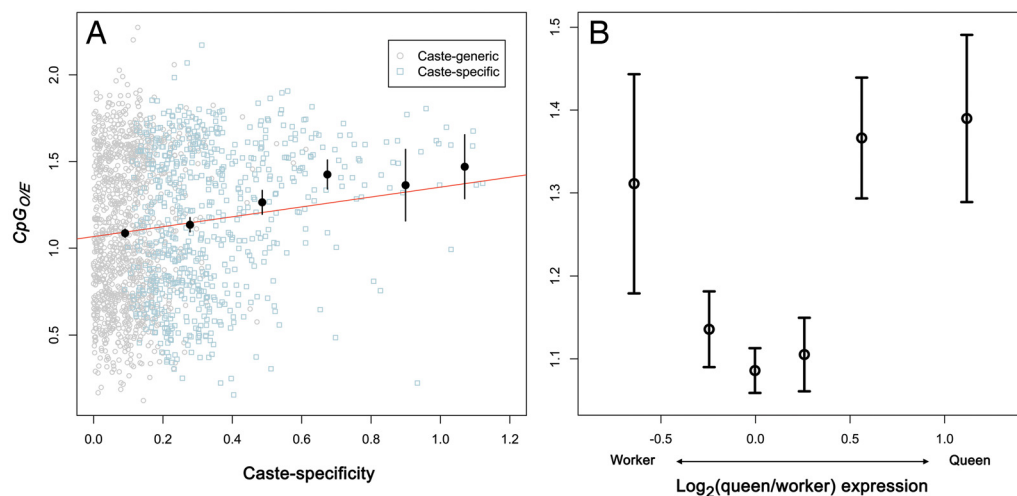 A
Caste-generic
Caste-specific
2.0
1.5
1.0
0.5
CpG O/E
0.0 0.2 0.4 0.6 0.8 1.0 1.2
Caste-specificity
B
1.5
1.4
1.3
1.2
1.1
-0.5 0.0 0.5 1.0
Worker Queen
Log2(queen/worker) expression